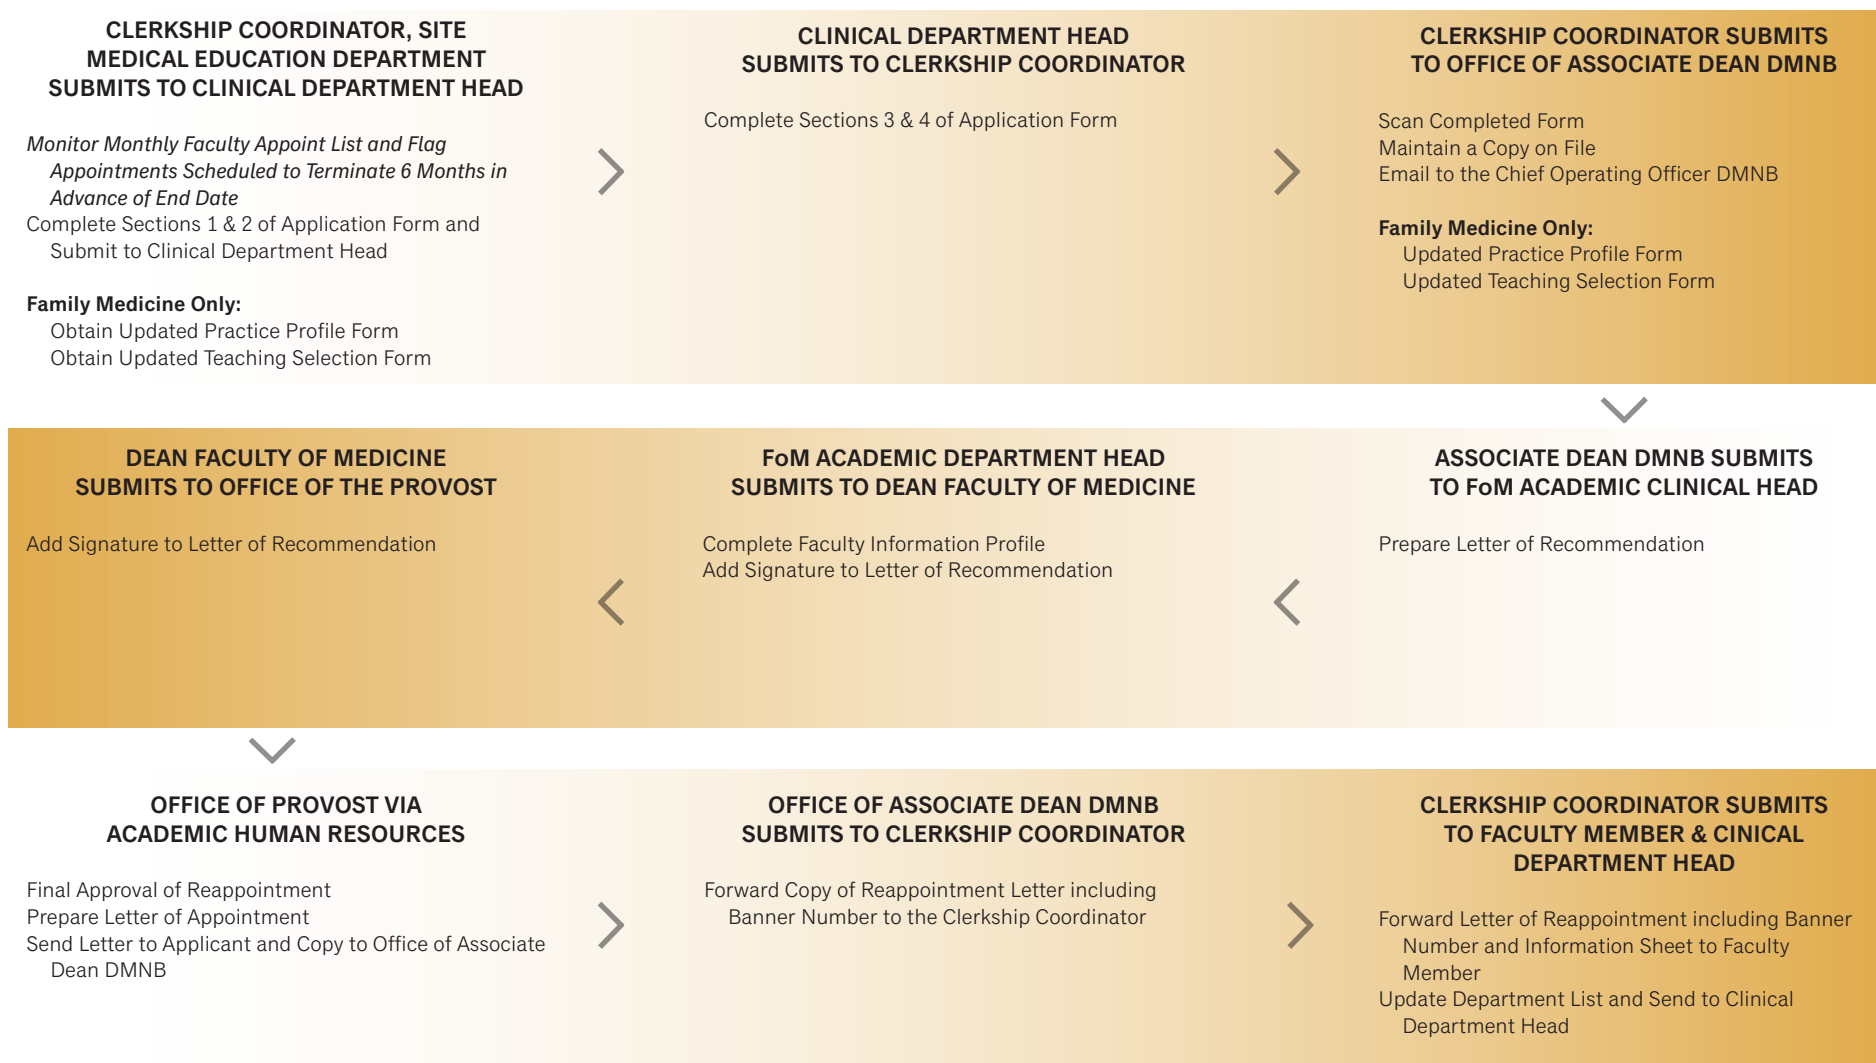 CLERKSHIP COORDINATOR, SITE
MEDICAL EDUCATION DEPARTMENT
SUBMITS TO CLINICAL DEPARTMENT HEAD
Monitor Monthly Faculty Appoint List and Flag
Appointments Scheduled to Terminate 6 Months in
Advance of End Date
Complete Sections 1 & 2 of Application Form and
Submit to Clinical Department Head
Family Medicine Only:
Obtain Updated Practice Profile Form
Obtain Updated Teaching Selection Form
CLINICAL DEPARTMENT HEAD
SUBMITS TO CLERKSHIP COORDINATOR
Complete Sections 3 & 4 of Application Form
CLERKSHIP COORDINATOR SUBMITS
TO OFFICE OF ASSOCIATE DEAN DMNB
Scan Completed Form
Maintain a Copy on File
Email to the Chief Operating Officer DMNB
Family Medicine Only:
Updated Practice Profile Form
Updated Teaching Selection Form
ASSOCIATE DEAN DMNB SUBMITS
TO FoM ACADEMIC CLINICAL HEAD
Prepare Letter of Recommendation
FoM ACADEMIC DEPARTMENT HEAD
SUBMITS TO DEAN FACULTY OF MEDICINE
Complete Faculty Information Profile
Add Signature to Letter of Recommendation
DEAN FACULTY OF MEDICINE
SUBMITS TO OFFICE OF THE PROVOST
Add Signature to Letter of Recommendation
OFFICE OF PROVOST VIA
ACADEMIC HUMAN RESOURCES
Final Approval of Reappointment
Prepare Letter of Appointment
Send Letter to Applicant and Copy to Office of Associate
Dean DMNB
OFFICE OF ASSOCIATE DEAN DMNB
SUBMITS TO CLERKSHIP COORDINATOR
Forward Copy of Reappointment Letter including
Banner Number to the Clerkship Coordinator
CLERKSHIP COORDINATOR SUBMITS
TO FACULTY MEMBER & CINICAL
DEPARTMENT HEAD
Forward Letter of Reappointment including Banner
Number and Information Sheet to Faculty
Member
Update Department List and Send to Clinical
Department Head